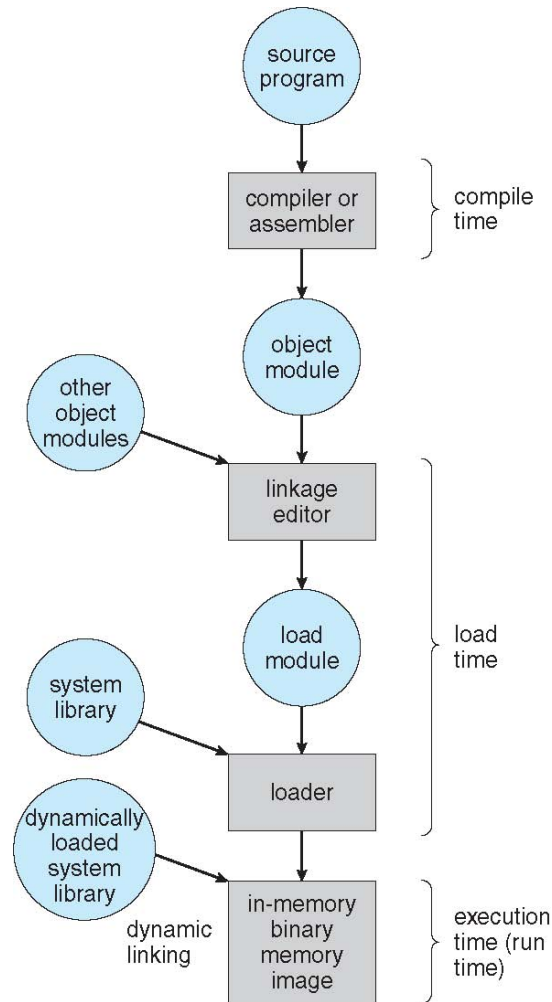 source
program
compiler or
assembler
compile
time
object
module
other
object
modules
linkage
editor
load
module
load
time
system
library
loader
dynamically
loaded
system
library
dynamic
linking
in-memory
binary
memory
image
execution
time (run
time)